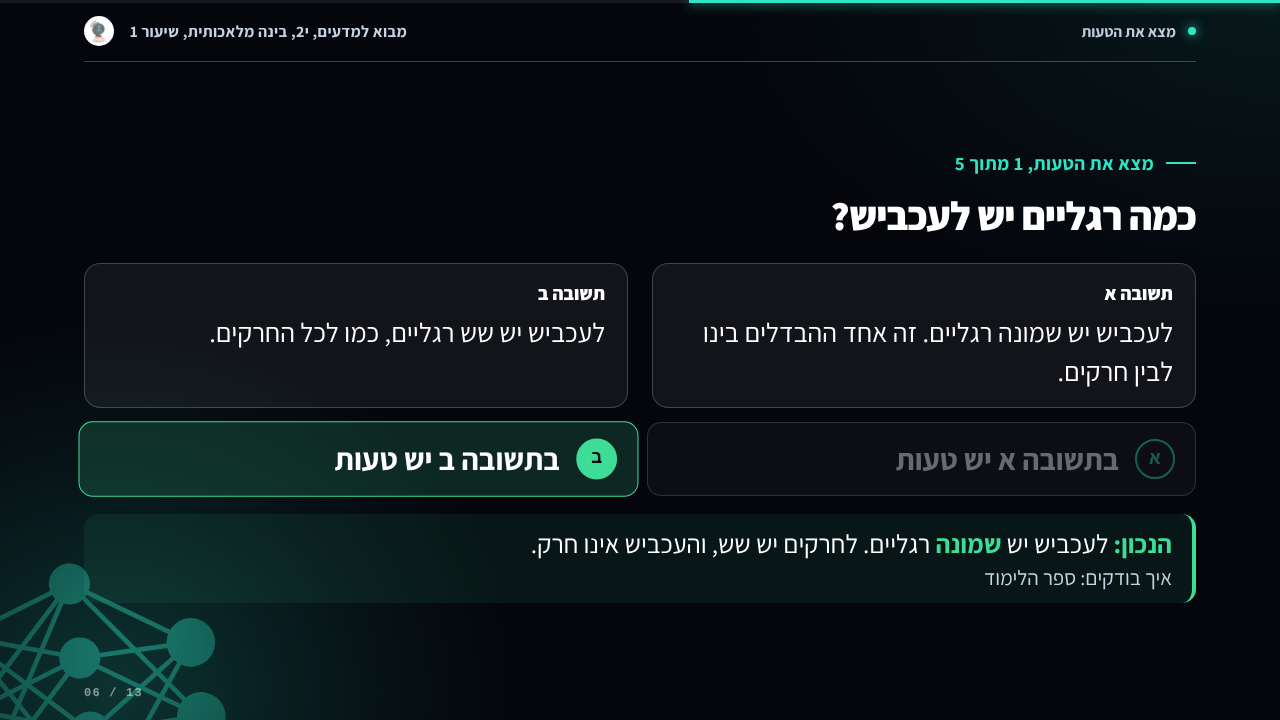 מצא את הטעות
מבוא למדעים, י2, בינה מלאכותית, שיעור 1
מצא את הטעות, 1 מתוך 5
כמה רגליים יש לעכביש?
תשובה א
לעכביש יש שמונה רגליים. זה אחד ההבדלים בינו
לבין חרקים.
תשובה ב
לעכביש יש שש רגליים, כמו לכל החרקים.
א
בתשובה א יש טעות
ב
בתשובה ב יש טעות
הנכון: לעכביש יש שמונה רגליים. לחרקים יש שש, והעכביש אינו חרק.
איך בודקים: ספר הלימוד
06 / 13